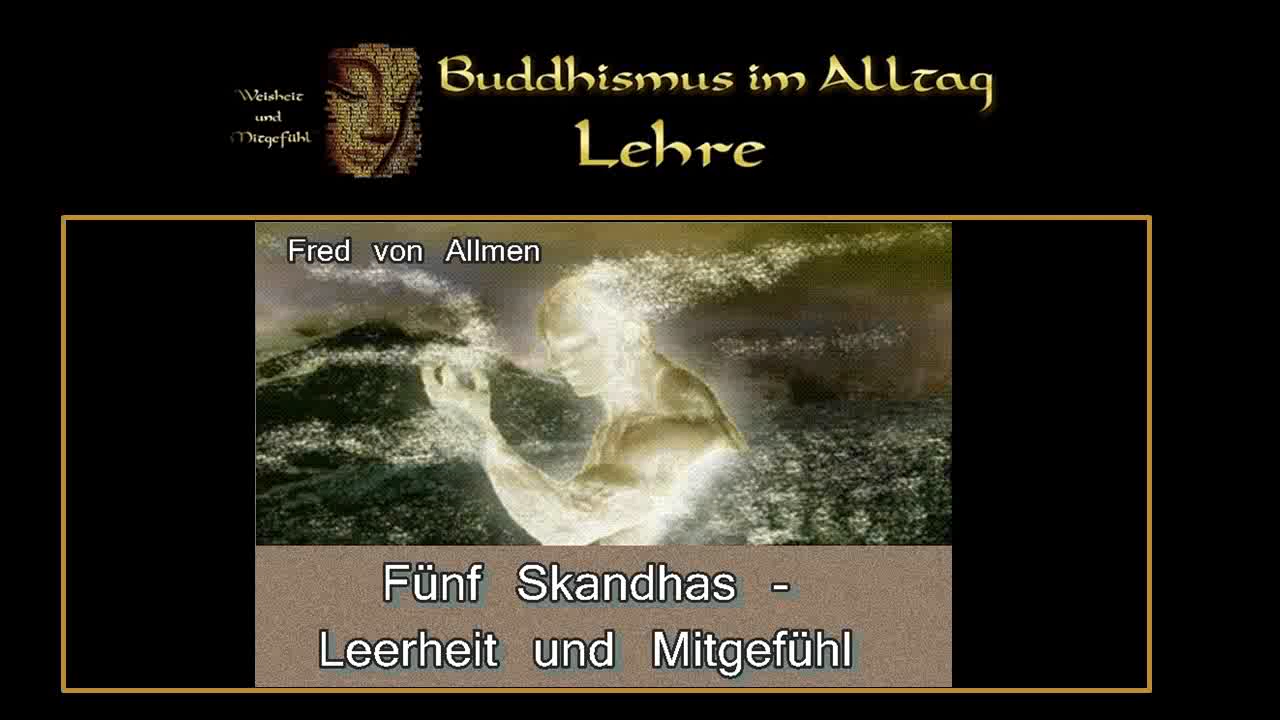 Weisheit
und
Mitgefühl
Buddhismus im Alltag
Lehre
Fred von Allmen
Fünf Skandhas -
Leerheit und Mitgefühl